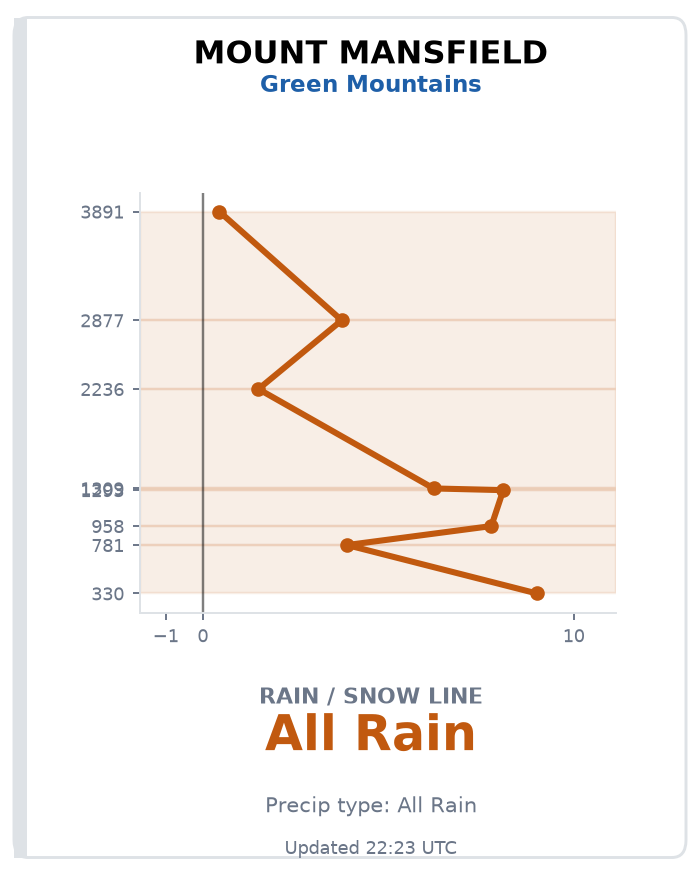 MOUNT MANSFIELD
Green Mountains
3891
2877
2236
958
781
330
−1 0 10
RAIN / SNOW LINE
All Rain
Precip type: All Rain
Updated 22:23 UTC